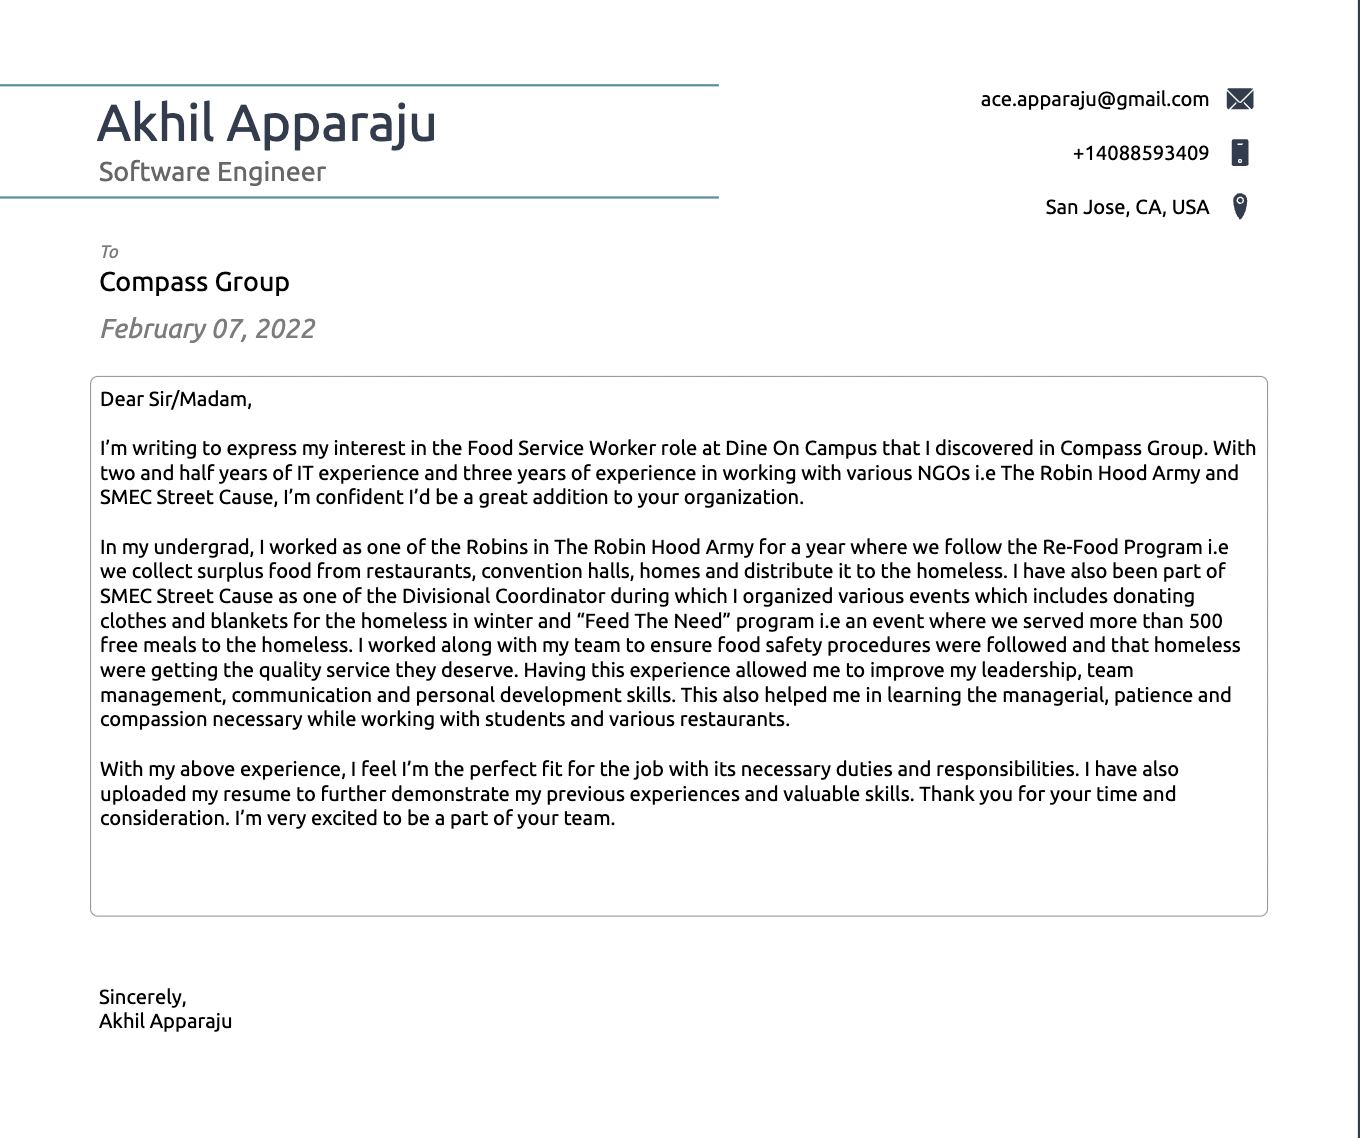 Akhil Apparaju
Software Engineer
ace.apparaju@gmail.com
+14088593409
San Jose, CA, USA
To
Compass Group
February 07, 2022
Dear Sir/Madam,
I’m writing to express my interest in the Food Service Worker role at Dine On Campus that I discovered in Compass Group. With
two and half years of IT experience and three years of experience in working with various NGOs i.e The Robin Hood Army and
SMEC Street Cause, I’m confident I’d be a great addition to your organization.
In my undergrad, I worked as one of the Robins in The Robin Hood Army for a year where we follow the Re-Food Program i.e
we collect surplus food from restaurants, convention halls, homes and distribute it to the homeless. I have also been part of
SMEC Street Cause as one of the Divisional Coordinator during which I organized various events which includes donating
clothes and blankets for the homeless in winter and “Feed The Need” program i.e an event where we served more than 500
free meals to the homeless. I worked along with my team to ensure food safety procedures were followed and that homeless
were getting the quality service they deserve. Having this experience allowed me to improve my leadership, team
management, communication and personal development skills. This also helped me in learning the managerial, patience and
compassion necessary while working with students and various restaurants.
With my above experience, I feel I’m the perfect fit for the job with its necessary duties and responsibilities. I have also
uploaded my resume to further demonstrate my previous experiences and valuable skills. Thank you for your time and
consideration. I’m very excited to be a part of your team.
Sincerely,
Akhil Apparaju